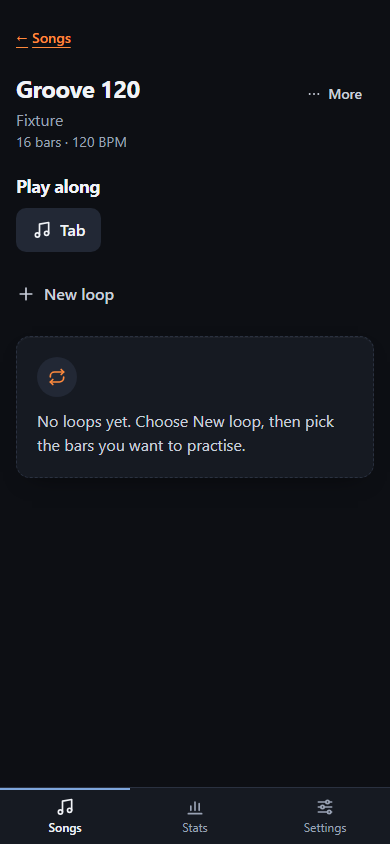 ← Songs
Groove 120
··· More
Fixture
16 bars · 120 BPM
Play along
Tab
New loop
No loops yet. Choose New loop, then pick
the bars you want to practise.
Songs
Stats
Settings